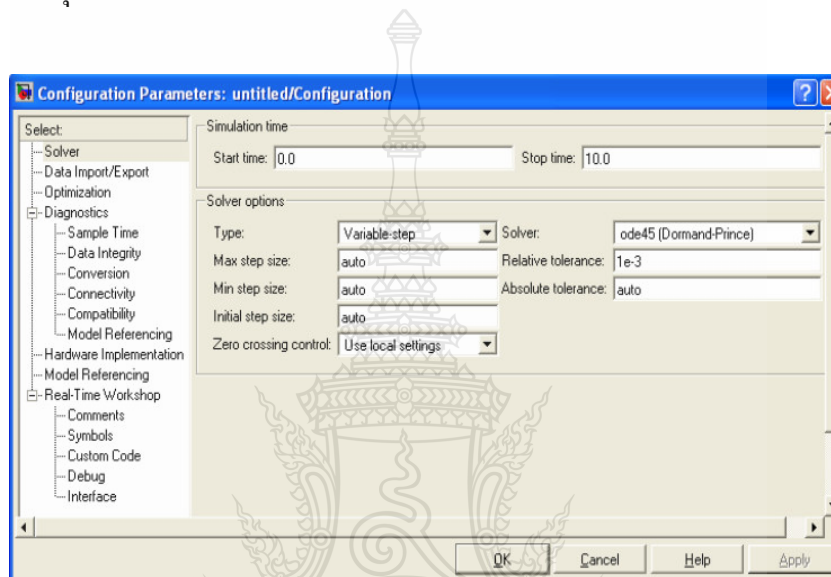 Configuration Parameters: untitled/Configuration
Select:
Solver
Data Import/Export
Optimization
Diagnostics
Sample Time
Data Integrity
Conversion
Connectivity
Compatibility
Model Referencing
Hardware Implementation
Model Referencing
Real-Time Workshop
Comments
Symbols
Custom Code
Debug
Interface
Simulation time
Start time: 0.0 Stop time: 10.0
Solver options
Type: Variable-step Solver: ode45 (Dormand-Prince)
Max step size: auto Relative tolerance: 1e-3
Min step size: auto Absolute tolerance: auto
Initial step size: auto
Zero crossing control: Use local settings
OK Cancel Help Apply